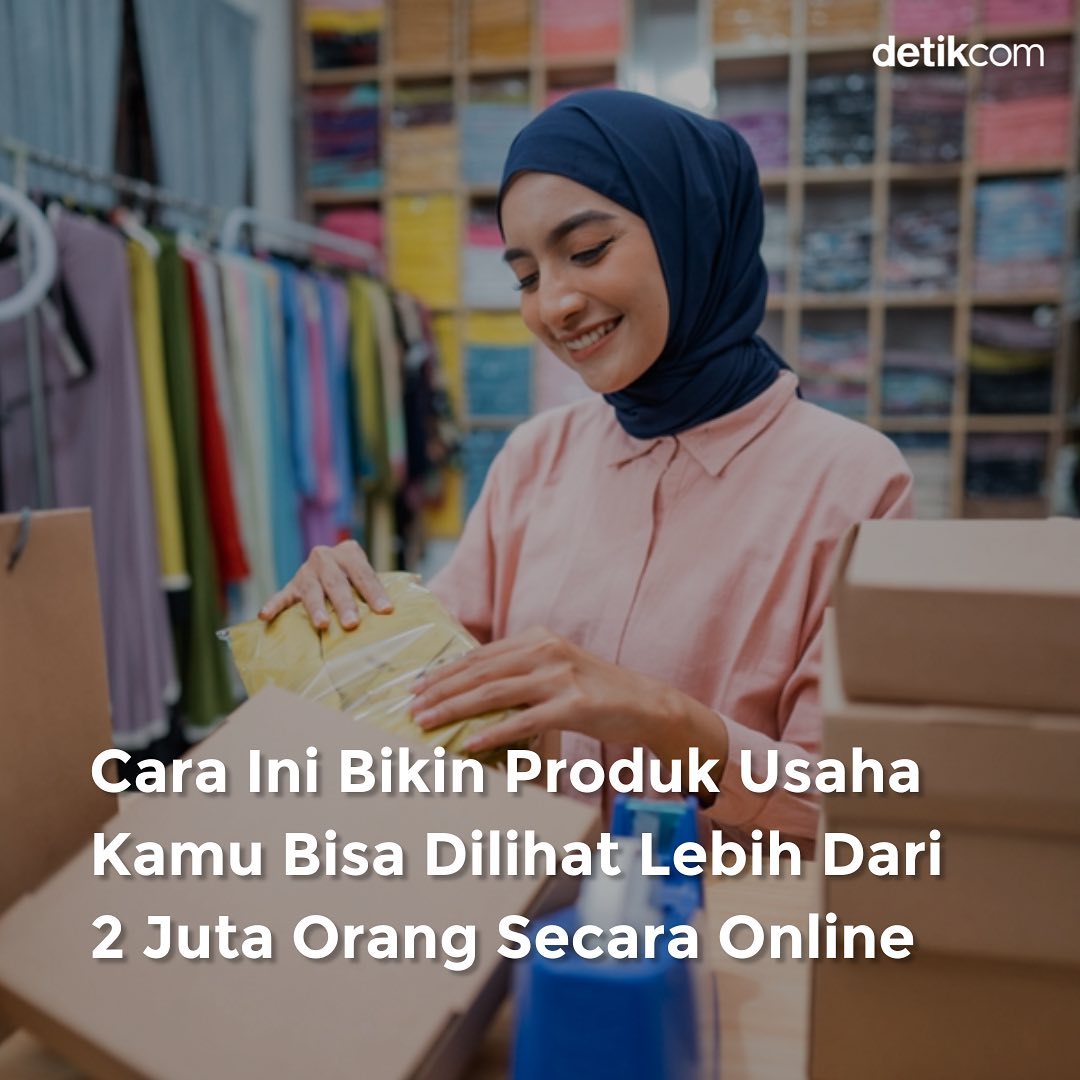 detikcom
Cara Ini Bikin Produk Usaha
Kamu Bisa Dilihat Lebih Dari
2 Juta Orang Secara Online